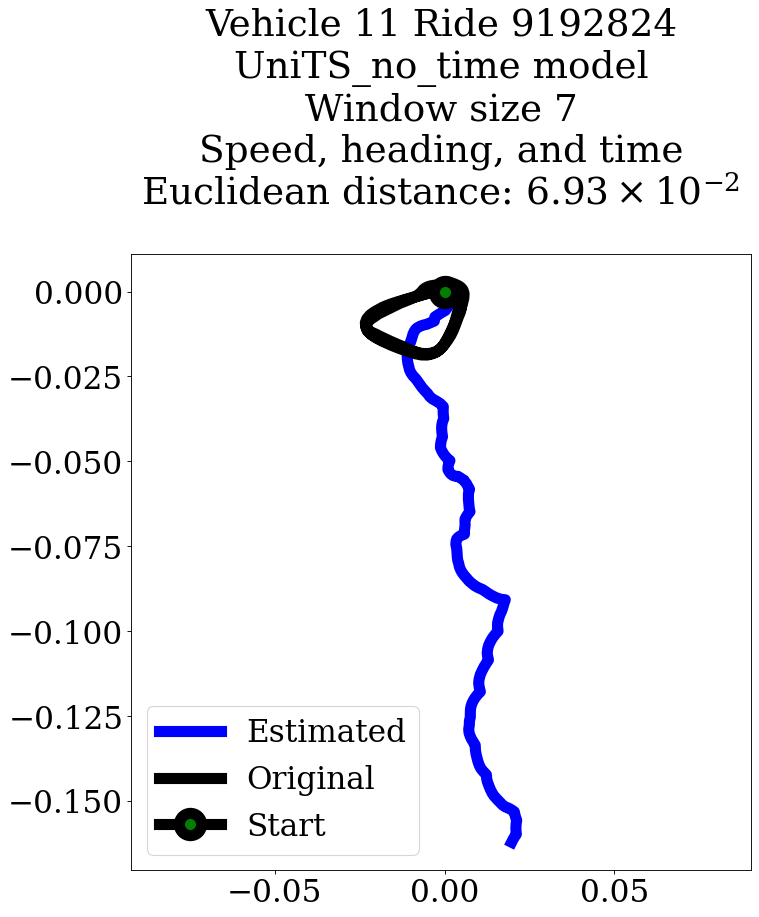 Vehicle 11 Ride 9192824
UniTS_no_time model
Window size 7
Speed, heading, and time
Euclidean distance: 6.93 × 10⁻²
0.000
−0.025
−0.050
−0.075
−0.100
−0.125
−0.150
Estimated
Original
Start
−0.05 0.00 0.05